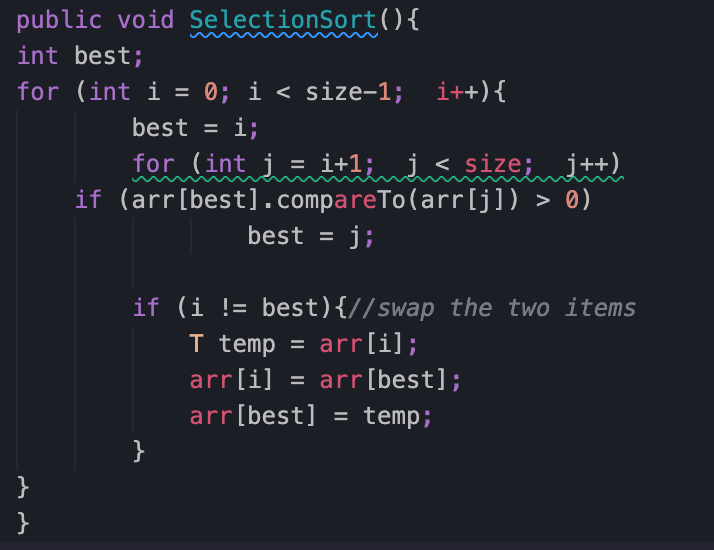 public void SelectionSort(){
int best;
for (int i = 0; i < size-1;  i++){
        best = i;
        for (int j = i+1;  j < size;  j++)
    if (arr[best].compareTo(arr[j]) > 0)
                best = j;
        if (i != best){//swap the two items
            T temp = arr[i];
            arr[i] = arr[best];
            arr[best] = temp;
        }
}
}